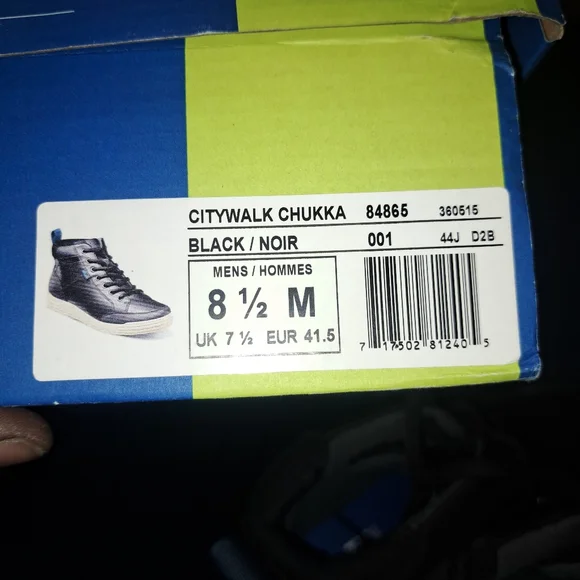 CITYWALK CHUKKA 84865 360515
BLACK / NOIR 001 44J D2B
MENS / HOMMES
8 ½ M
UK 7 ½ EUR 41.5
7 17502 81240 5